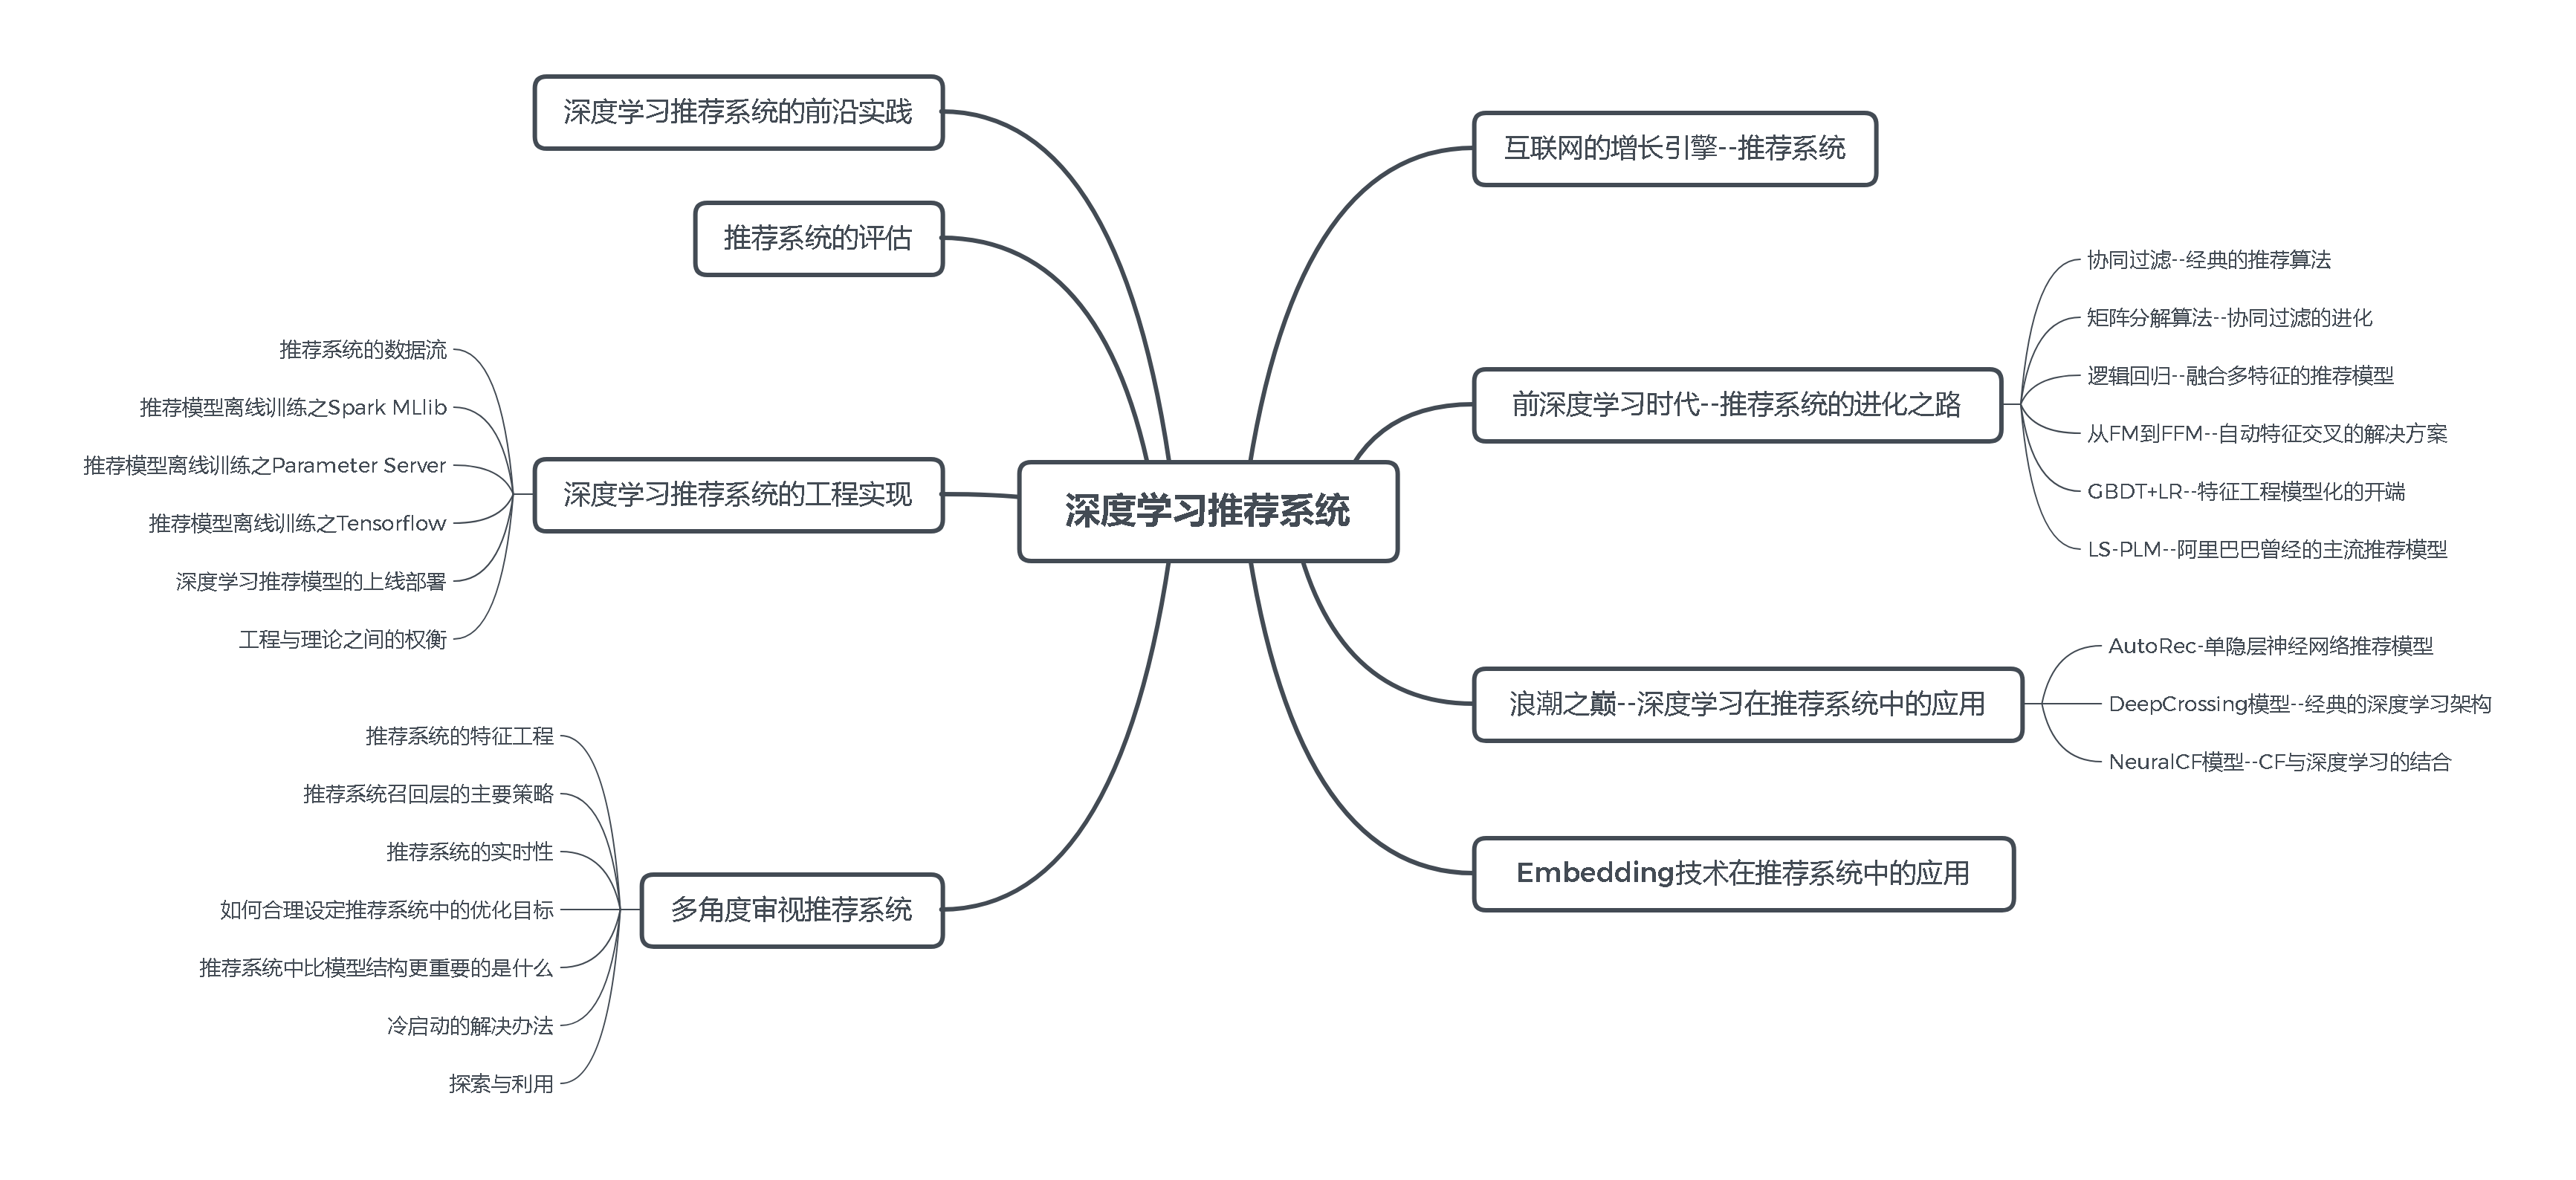 深度学习推荐系统
互联网的增长引擎--推荐系统
前深度学习时代--推荐系统的进化之路
协同过滤--经典的推荐算法
矩阵分解算法--协同过滤的进化
逻辑回归--融合多特征的推荐模型
从FM到FFM--自动特征交叉的解决方案
GBDT+LR--特征工程模型化的开端
LS-PLM--阿里巴巴曾经的主流推荐模型
浪潮之巅--深度学习在推荐系统中的应用
AutoRec-单隐层神经网络推荐模型
DeepCrossing模型--经典的深度学习架构
NeuralCF模型--CF与深度学习的结合
Embedding技术在推荐系统中的应用
深度学习推荐系统的前沿实践
推荐系统的评估
深度学习推荐系统的工程实现
推荐系统的数据流
推荐模型离线训练之Spark MLlib
推荐模型离线训练之Parameter Server
推荐模型离线训练之Tensorflow
深度学习推荐模型的上线部署
工程与理论之间的权衡
多角度审视推荐系统
推荐系统的特征工程
推荐系统召回层的主要策略
推荐系统的实时性
如何合理设定推荐系统中的优化目标
推荐系统中比模型结构更重要的是什么
冷启动的解决办法
探索与利用